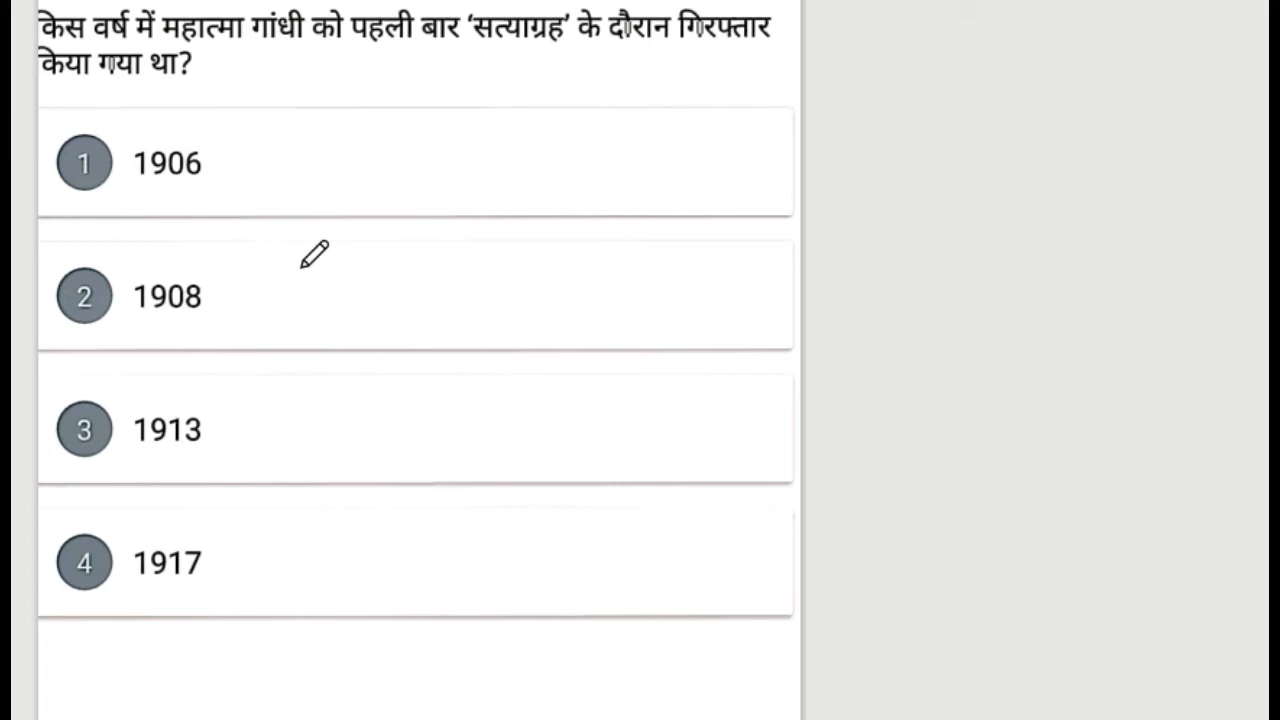 किस वर्ष में महात्मा गांधी को पहली बार ‘सत्याग्रह’ के दौरान गिरफ्तार
किया गया था?
1 1906
2 1908
3 1913
4 1917